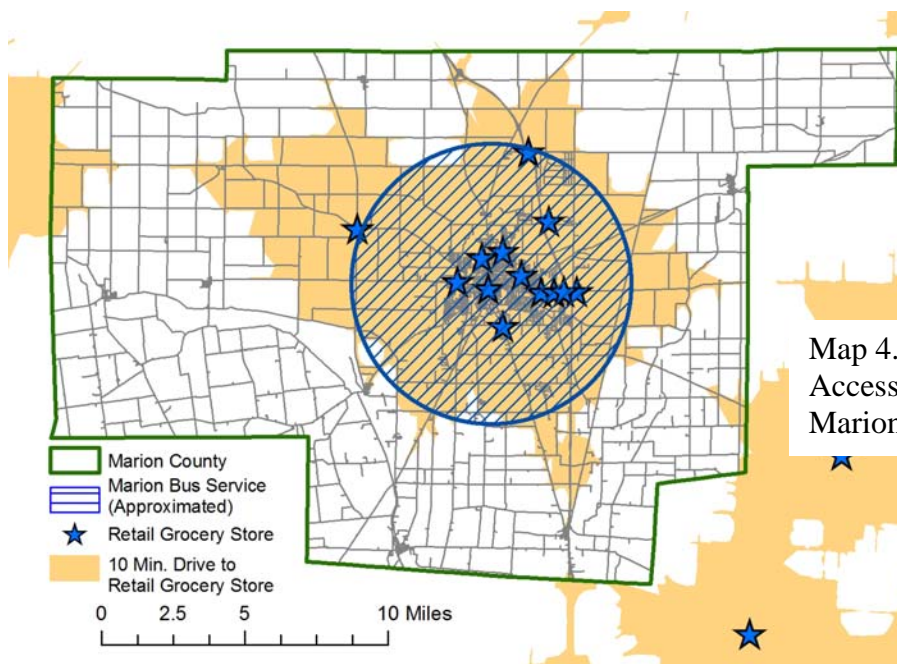 Map 4.
Access
Marion
Marion County
Marion Bus Service
(Approximated)
Retail Grocery Store
10 Min. Drive to
Retail Grocery Store
0 2.5 5 10 Miles